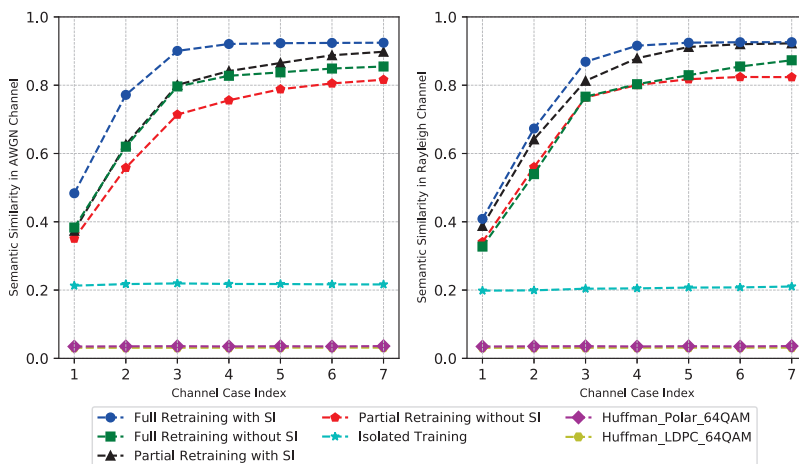 Semantic Similarity in AWGN Channel
1.0
0.8
0.6
0.4
0.2
0.0
1 2 3 4 5 6 7
Channel Case Index
Semantic Similarity in Rayleigh Channel
1.0
0.8
0.6
0.4
0.2
0.0
1 2 3 4 5 6 7
Channel Case Index
Full Retraining with SI
Full Retraining without SI
Partial Retraining with SI
Partial Retraining without SI
Isolated Training
Huffman_Polar_64QAM
Huffman_LDPC_64QAM